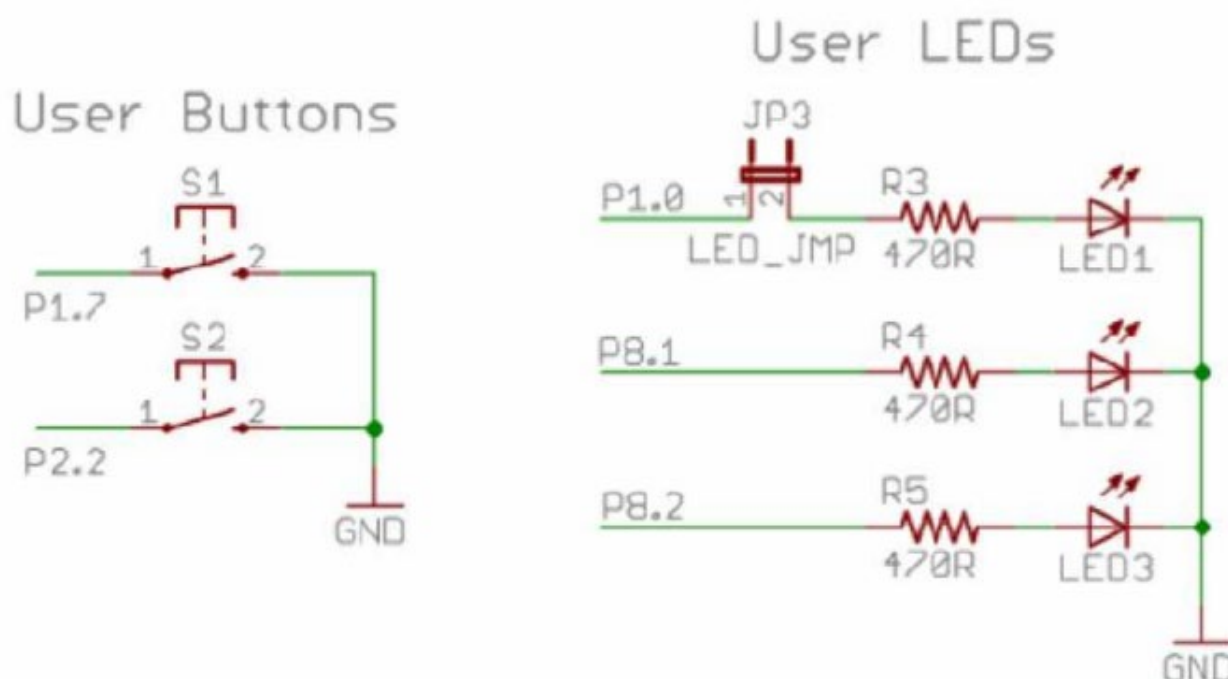 User Buttons
S1
1 2
P1.7
S2
1 2
P2.2
GND
User LEDs
JP3
P1.0
1
2
LED_JMP
R3
470R
LED1
P8.1
R4
470R
LED2
P8.2
R5
470R
LED3
GND